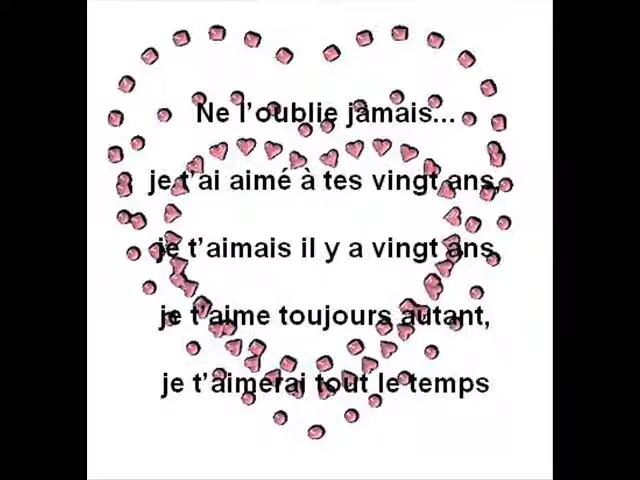 Ne l'oublie jamais...
je t'ai aimé à tes vingt ans,
je t'aimais il y a vingt ans,
je t'aime toujours autant,
je t'aimerai tout le temps